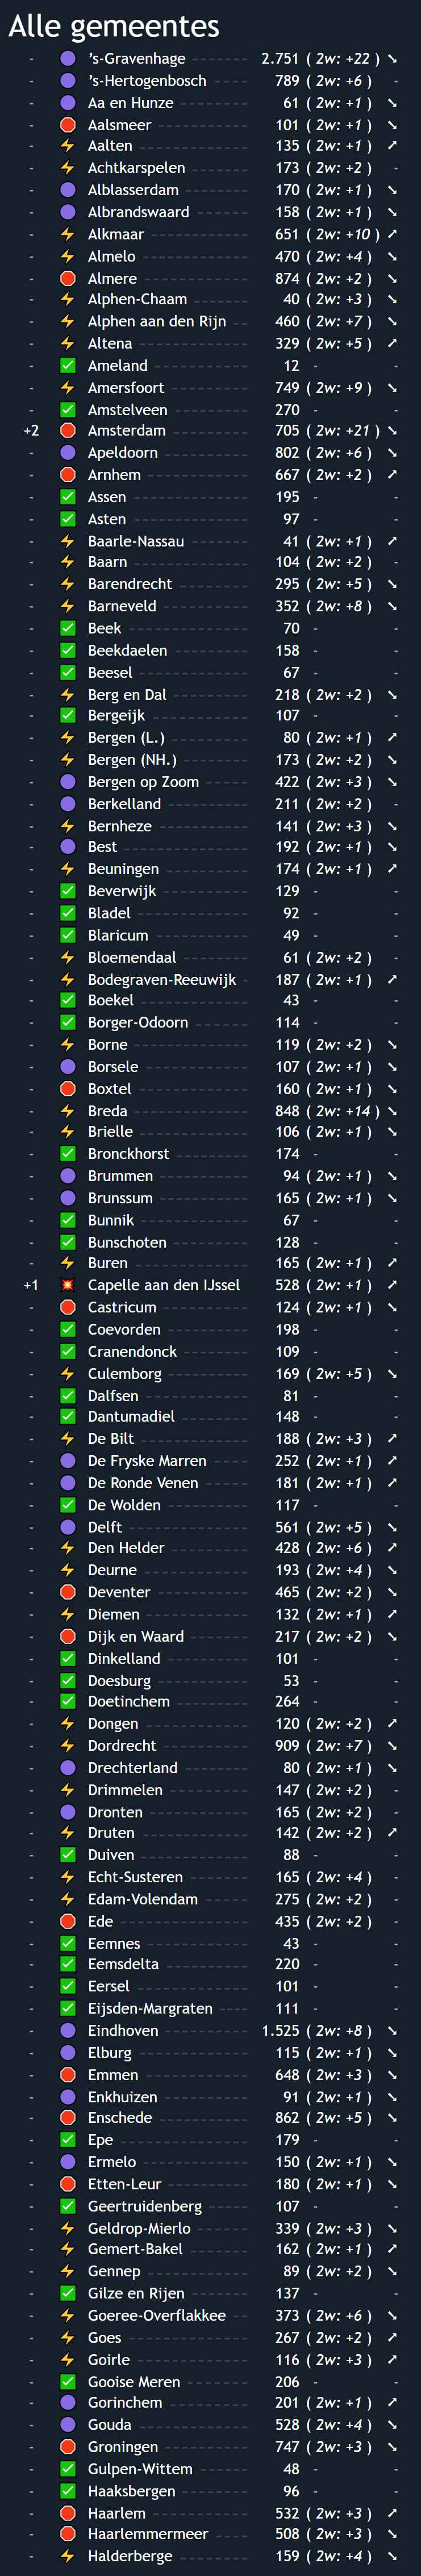 Alle gemeentes
- ’s-Gravenhage 2.751 ( 2w: +22 )
- ’s-Hertogenbosch 789 ( 2w: +6 ) -
- Aa en Hunze 61 ( 2w: +1 )
- Aalsmeer 101 ( 2w: +1 )
- Aalten 135 ( 2w: +1 )
- Achtkarspelen 173 ( 2w: +2 ) -
- Alblasserdam 170 ( 2w: +1 )
- Albrandswaard 158 ( 2w: +1 )
- Alkmaar 651 ( 2w: +10 )
- Almelo 470 ( 2w: +4 )
- Almere 874 ( 2w: +2 )
- Alphen-Chaam 40 ( 2w: +3 )
- Alphen aan den Rijn 460 ( 2w: +7 )
- Altena 329 ( 2w: +5 )
- Ameland 12 - -
- Amersfoort 749 ( 2w: +9 )
- Amstelveen 270 - -
+2 Amsterdam 705 ( 2w: +21 )
- Apeldoorn 802 ( 2w: +6 )
- Arnhem 667 ( 2w: +2 )
- Assen 195 - -
- Asten 97 - -
- Baarle-Nassau 41 ( 2w: +1 )
- Baarn 104 ( 2w: +2 ) -
- Barendrecht 295 ( 2w: +5 )
- Barneveld 352 ( 2w: +8 )
- Beek 70 - -
- Beekdaelen 158 - -
- Beesel 67 - -
- Berg en Dal 218 ( 2w: +2 )
- Bergeijk 107 - -
- Bergen (L.) 80 ( 2w: +1 )
- Bergen (NH.) 173 ( 2w: +2 )
- Bergen op Zoom 422 ( 2w: +3 )
- Berkelland 211 ( 2w: +2 ) -
- Bernheze 141 ( 2w: +3 )
- Best 192 ( 2w: +1 )
- Beuningen 174 ( 2w: +1 )
- Beverwijk 129 - -
- Bladel 92 - -
- Blaricum 49 - -
- Bloemendaal 61 ( 2w: +2 ) -
- Bodegraven-Reeuwijk 187 ( 2w: +1 )
- Boekel 43 - -
- Borger-Odoorn 114 - -
- Borne 119 ( 2w: +2 )
- Borsele 107 ( 2w: +1 )
- Boxtel 160 ( 2w: +1 )
- Breda 848 ( 2w: +14 )
- Brielle 106 ( 2w: +1 )
- Bronckhorst 174 - -
- Brummen 94 ( 2w: +1 )
- Brunssum 165 ( 2w: +1 )
- Bunnik 67 - -
- Bunschoten 128 - -
- Buren 165 ( 2w: +1 )
+1 Capelle aan den IJssel 528 ( 2w: +1 )
- Castricum 124 ( 2w: +1 )
- Coevorden 198 - -
- Cranendonck 109 - -
- Culemborg 169 ( 2w: +5 )
- Dalfsen 81 - -
- Dantumadiel 148 - -
- De Bilt 188 ( 2w: +3 )
- De Fryske Marren 252 ( 2w: +1 )
- De Ronde Venen 181 ( 2w: +1 )
- De Wolden 117 - -
- Delft 561 ( 2w: +5 )
- Den Helder 428 ( 2w: +6 )
- Deurne 193 ( 2w: +4 )
- Deventer 465 ( 2w: +2 )
- Diemen 132 ( 2w: +1 )
- Dijk en Waard 217 ( 2w: +2 )
- Dinkelland 101 - -
- Doesburg 53 - -
- Doetinchem 264 - -
- Dongen 120 ( 2w: +2 )
- Dordrecht 909 ( 2w: +7 )
- Drechterland 80 ( 2w: +1 )
- Drimmelen 147 ( 2w: +2 ) -
- Dronten 165 ( 2w: +2 ) -
- Druten 142 ( 2w: +2 )
- Duiven 88 - -
- Echt-Susteren 165 ( 2w: +4 ) -
- Edam-Volendam 275 ( 2w: +2 ) -
- Ede 435 ( 2w: +2 ) -
- Eemnes 43 - -
- Eemsdelta 220 - -
- Eersel 101 - -
- Eijsden-Margraten 111 - -
- Eindhoven 1.525 ( 2w: +8 )
- Elburg 115 ( 2w: +1 )
- Emmen 648 ( 2w: +3 )
- Enkhuizen 91 ( 2w: +1 )
- Enschede 862 ( 2w: +5 )
- Epe 179 - -
- Ermelo 150 ( 2w: +1 )
- Etten-Leur 180 ( 2w: +1 )
- Geertruidenberg 107 - -
- Geldrop-Mierlo 339 ( 2w: +3 )
- Gemert-Bakel 162 ( 2w: +1 )
- Gennep 89 ( 2w: +2 )
- Gilze en Rijen 137 - -
- Goeree-Overflakkee 373 ( 2w: +6 )
- Goes 267 ( 2w: +2 )
- Goirle 116 ( 2w: +3 )
- Gooise Meren 206 - -
- Gorinchem 201 ( 2w: +1 )
- Gouda 528 ( 2w: +4 )
- Groningen 747 ( 2w: +3 )
- Gulpen-Wittem 48 - -
- Haaksbergen 96 - -
- Haarlem 532 ( 2w: +3 )
- Haarlemmermeer 508 ( 2w: +3 )
- Halderberge 159 ( 2w: +4 )